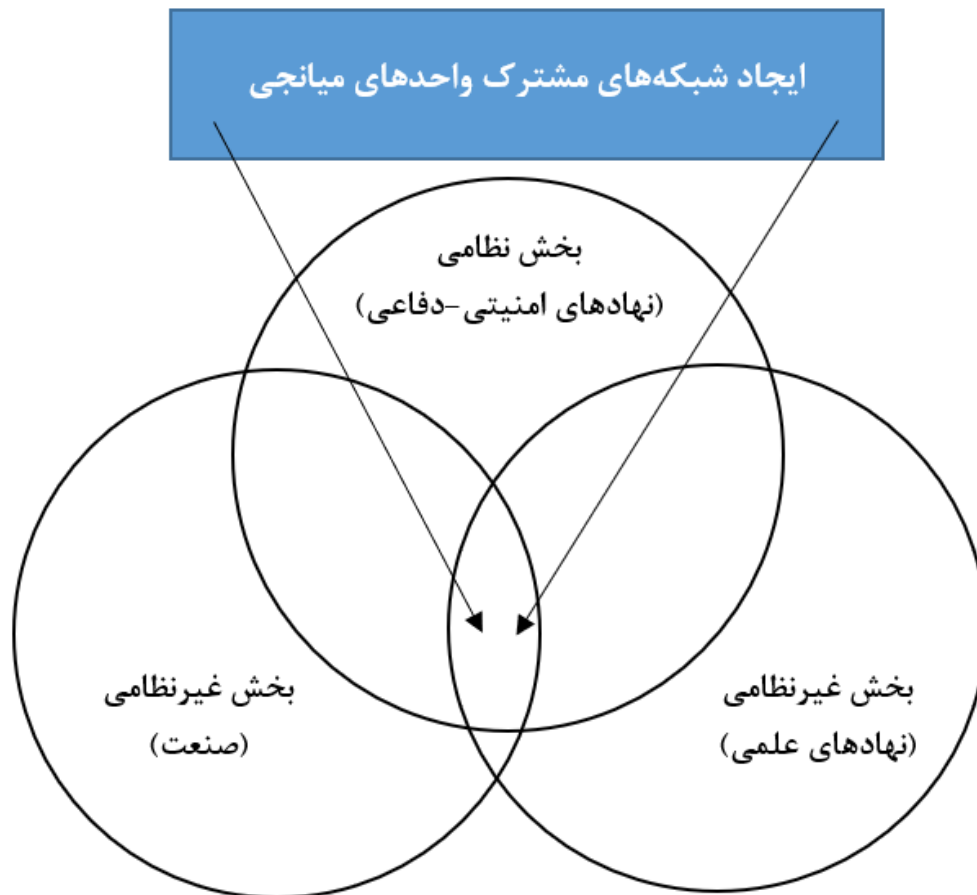 ایجاد شبکه‌های مشترک واحدهای میانجی
بخش نظامی
(نهادهای امنیتی-دفاعی)
بخش غیرنظامی
(نهادهای علمی)
بخش غیرنظامی
(صنعت)